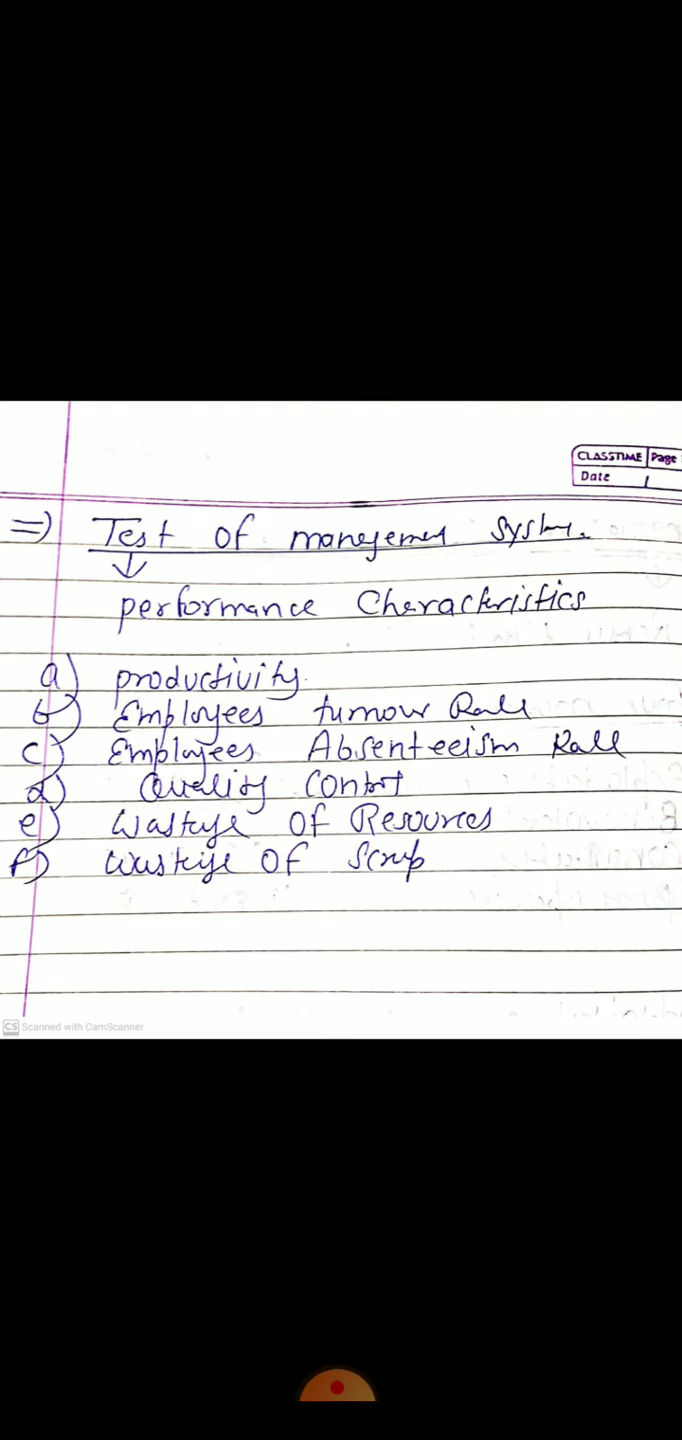 CLASSTIME Page
Date /
=) Test of management System.
↓
performance Characteristics
a) productivity.
b) Employees turnover Rate
c) Employees Absenteeism Rate
d) Quality Control
e) Wastage of Resources
f) Wastage of Scrap
CS Scanned with CamScanner